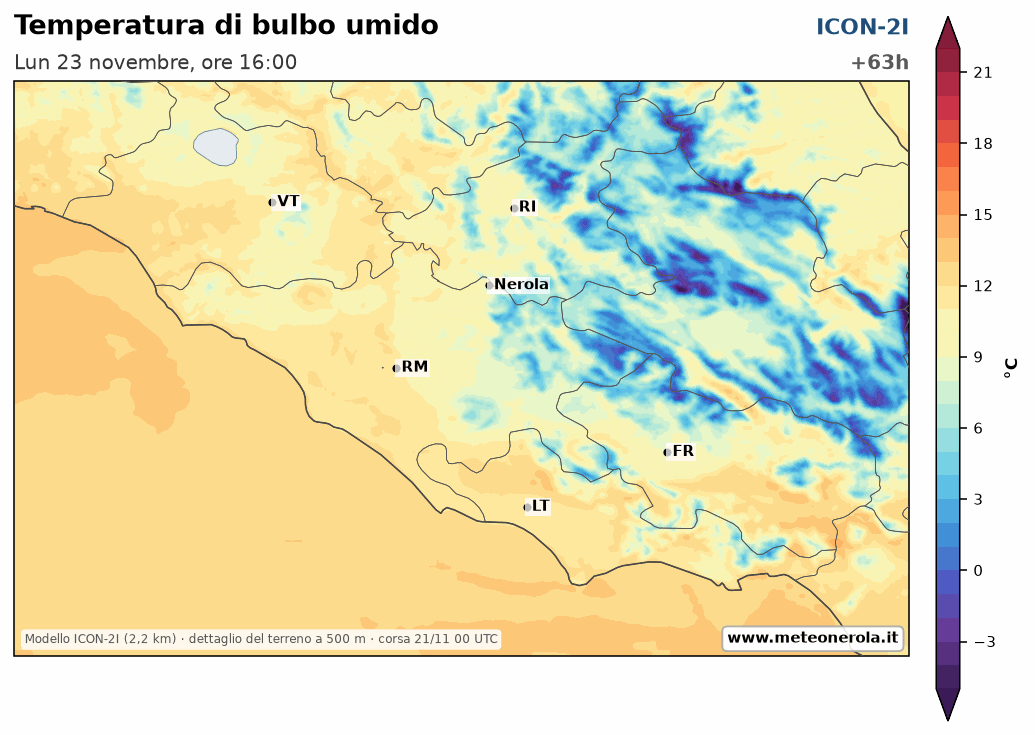 Temperatura di bulbo umido
ICON-2I
Lun 23 novembre, ore 16:00
+63h
VT
RI
Nerola
RM
FR
LT
21
18
15
12
9
6
3
0
−3
°C
Modello ICON-2I (2,2 km) · dettaglio del terreno a 500 m · corsa 21/11 00 UTC
www.meteonerola.it